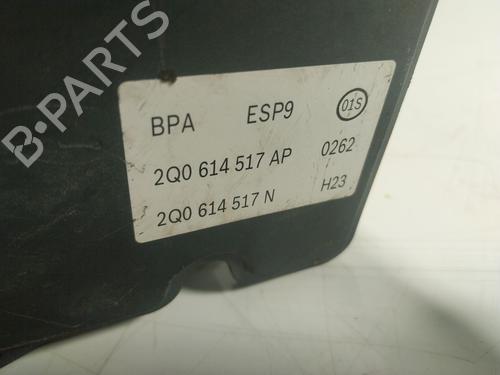 B-PARTS
BPA ESP9 01S
2Q0 614 517 AP 0262
2Q0 614 517 N H23